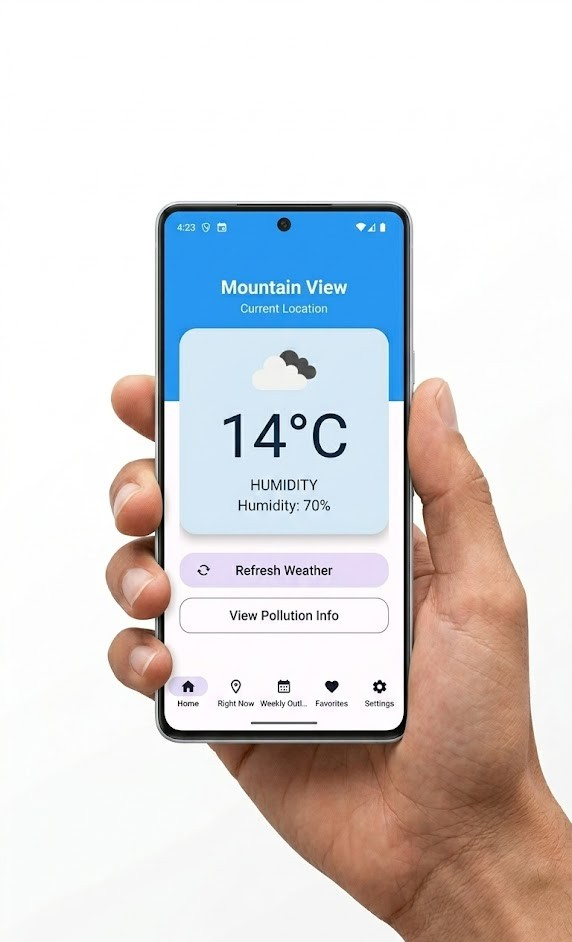 4:23
Mountain View
Current Location
14°C
HUMIDITY
Humidity: 70%
Refresh Weather
View Pollution Info
Home Right Now Weekly Outl... Favorites Settings